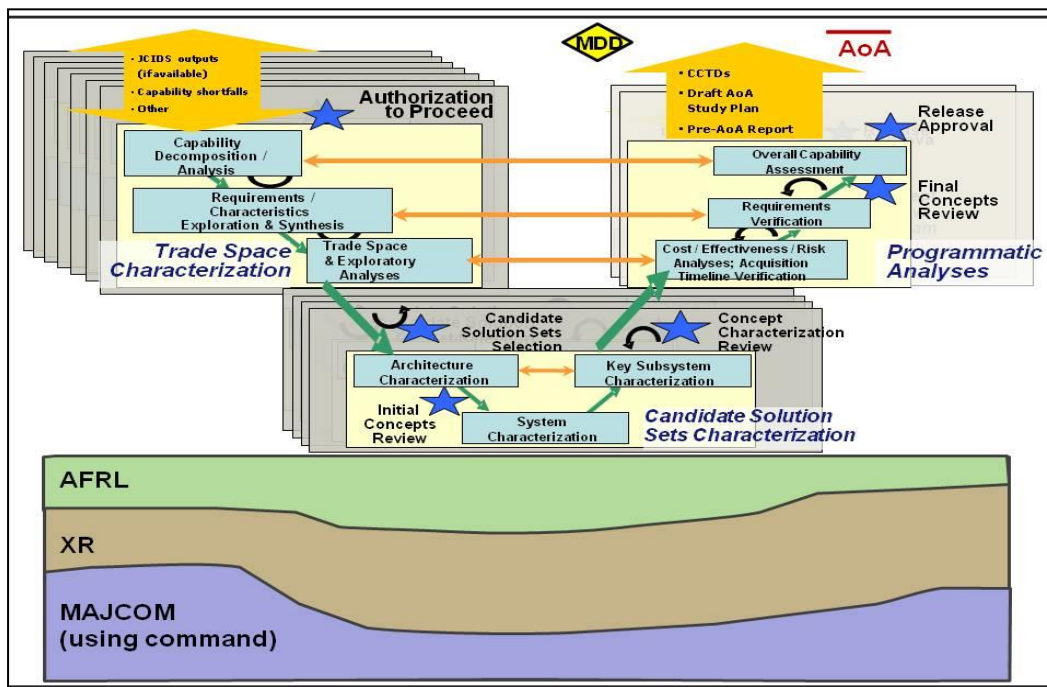 • JCIDS outputs
(ifavailable)
• Capability shortfalls
• Other
MDD
AoA
• CCTDs
• Draft AoA
Study Plan
• Pre-AoA Report
Authorization
to Proceed
Release
Approval
Capability
Decomposition /
Analysis
Overall Capability
Assessment
Final
Concepts
Review
Requirements /
Characteristics
Exploration & Synthesis
Requirements
Verification
Trade Space
& Exploratory
Analyses
Cost / Effectiveness / Risk
Analyses; Acquisition
Timeline Verification
Trade Space
Characterization
Programmatic
Analyses
Candidate
Solution Sets
Selection
Concept
Characterization
Review
Architecture
Characterization
Key Subsystem
Characterization
Initial
Concepts
Review
System
Characterization
Candidate Solution
Sets Characterization
AFRL
XR
MAJCOM
(using command)